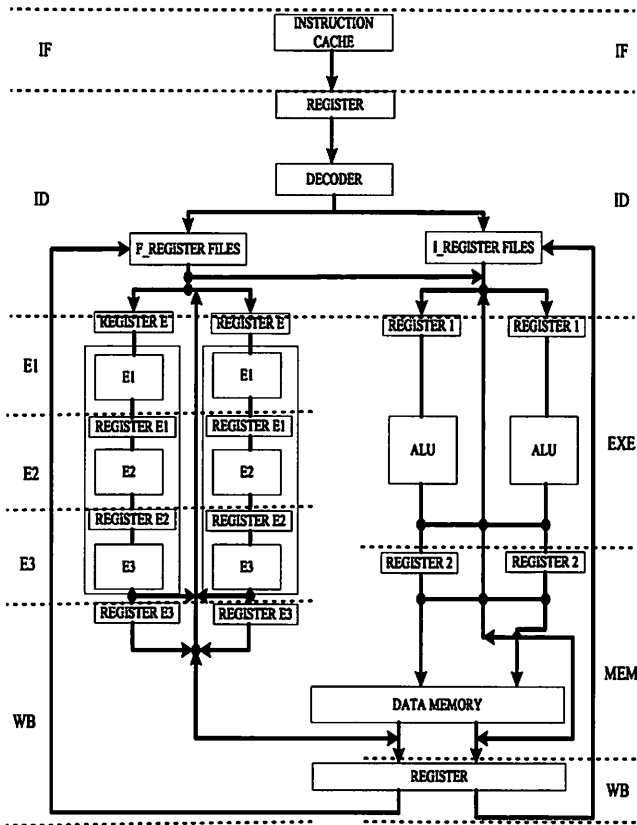 INSTRUCTION
CACHE
IF
IF
REGISTER
DECODER
ID
ID
F_REGISTER FILES
I_REGISTER FILES
REGISTER E
REGISTER E
REGISTER 1
REGISTER 1
E1
E1
E1
REGISTER E1
REGISTER E1
ALU
ALU
EXE
E2
E2
E2
REGISTER E2
REGISTER E2
E3
E3
E3
REGISTER 2
REGISTER 2
REGISTER E3
REGISTER E3
MEM
DATA MEMORY
WB
REGISTER
WB